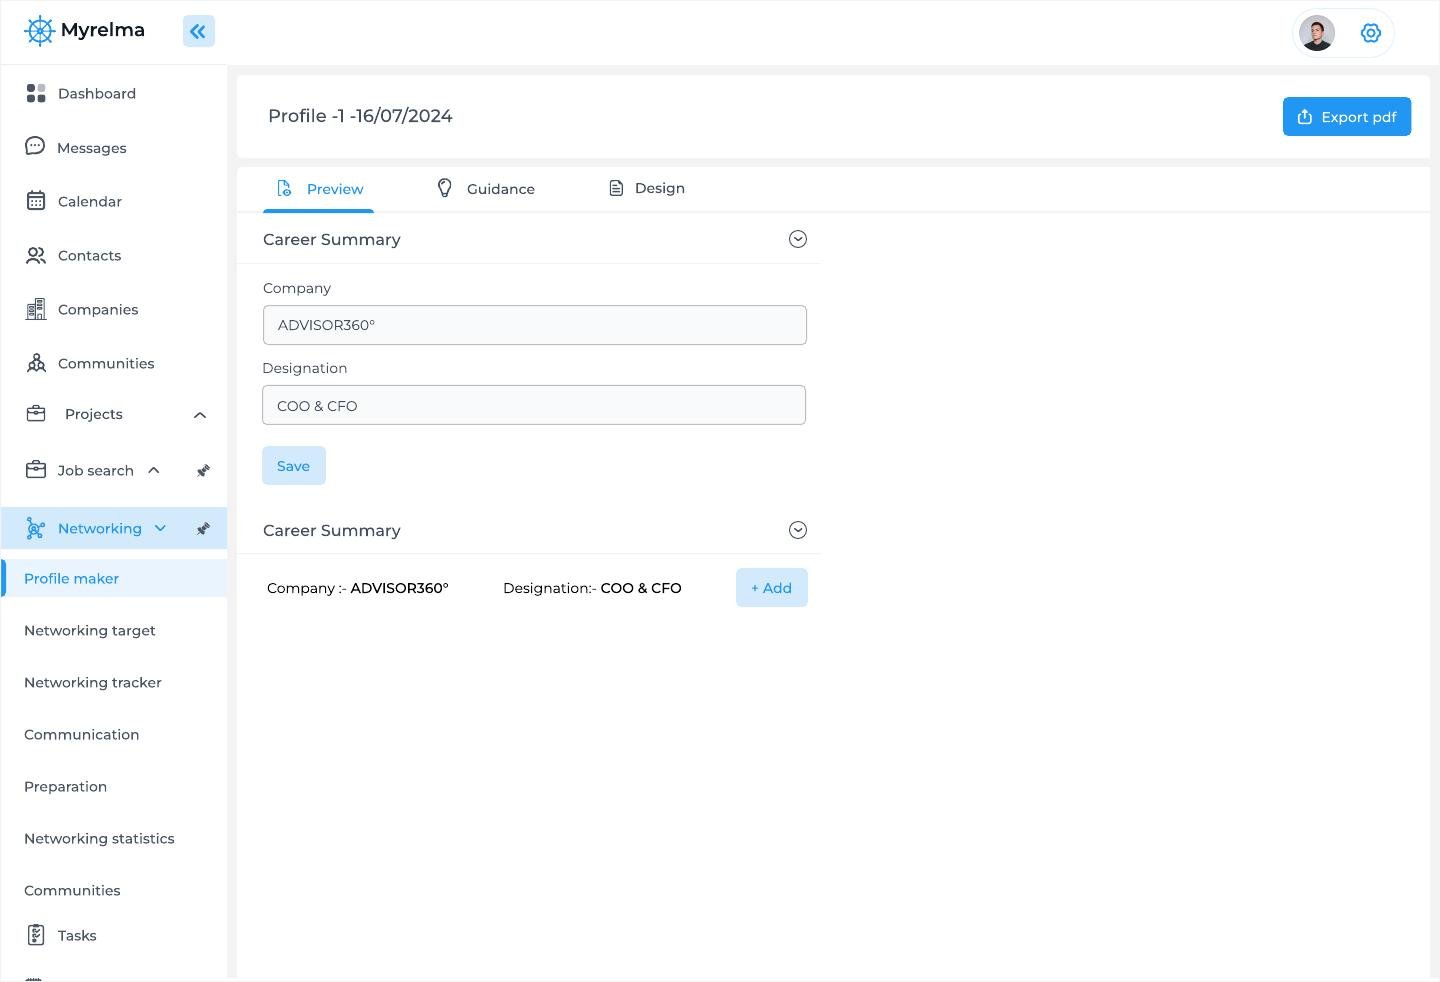 Myrelma
Dashboard
Messages
Calendar
Contacts
Companies
Communities
Projects
Job search
Networking
Profile maker
Networking target
Networking tracker
Communication
Preparation
Networking statistics
Communities
Tasks
Profile -1 -16/07/2024
Export pdf
Preview Guidance Design
Career Summary
Company
ADVISOR360°
Designation
COO & CFO
Save
Career Summary
Company :- ADVISOR360° Designation:- COO & CFO + Add